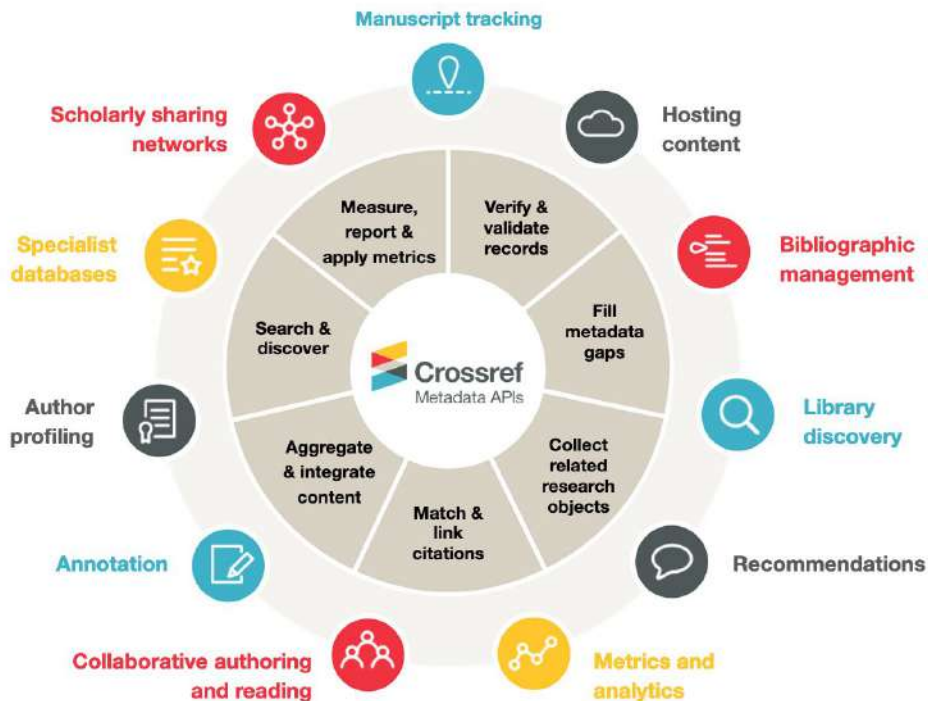 Manuscript tracking
Hosting
content
Bibliographic
management
Library
discovery
Recommendations
Metrics and
analytics
Collaborative authoring
and reading
Annotation
Author
profiling
Specialist
databases
Scholarly sharing
networks
Verify &
validate
records
Fill
metadata
gaps
Collect
related
research
objects
Match &
link
citations
Aggregate
& integrate
content
Search &
discover
Measure,
report &
apply metrics
Crossref
Metadata APIs